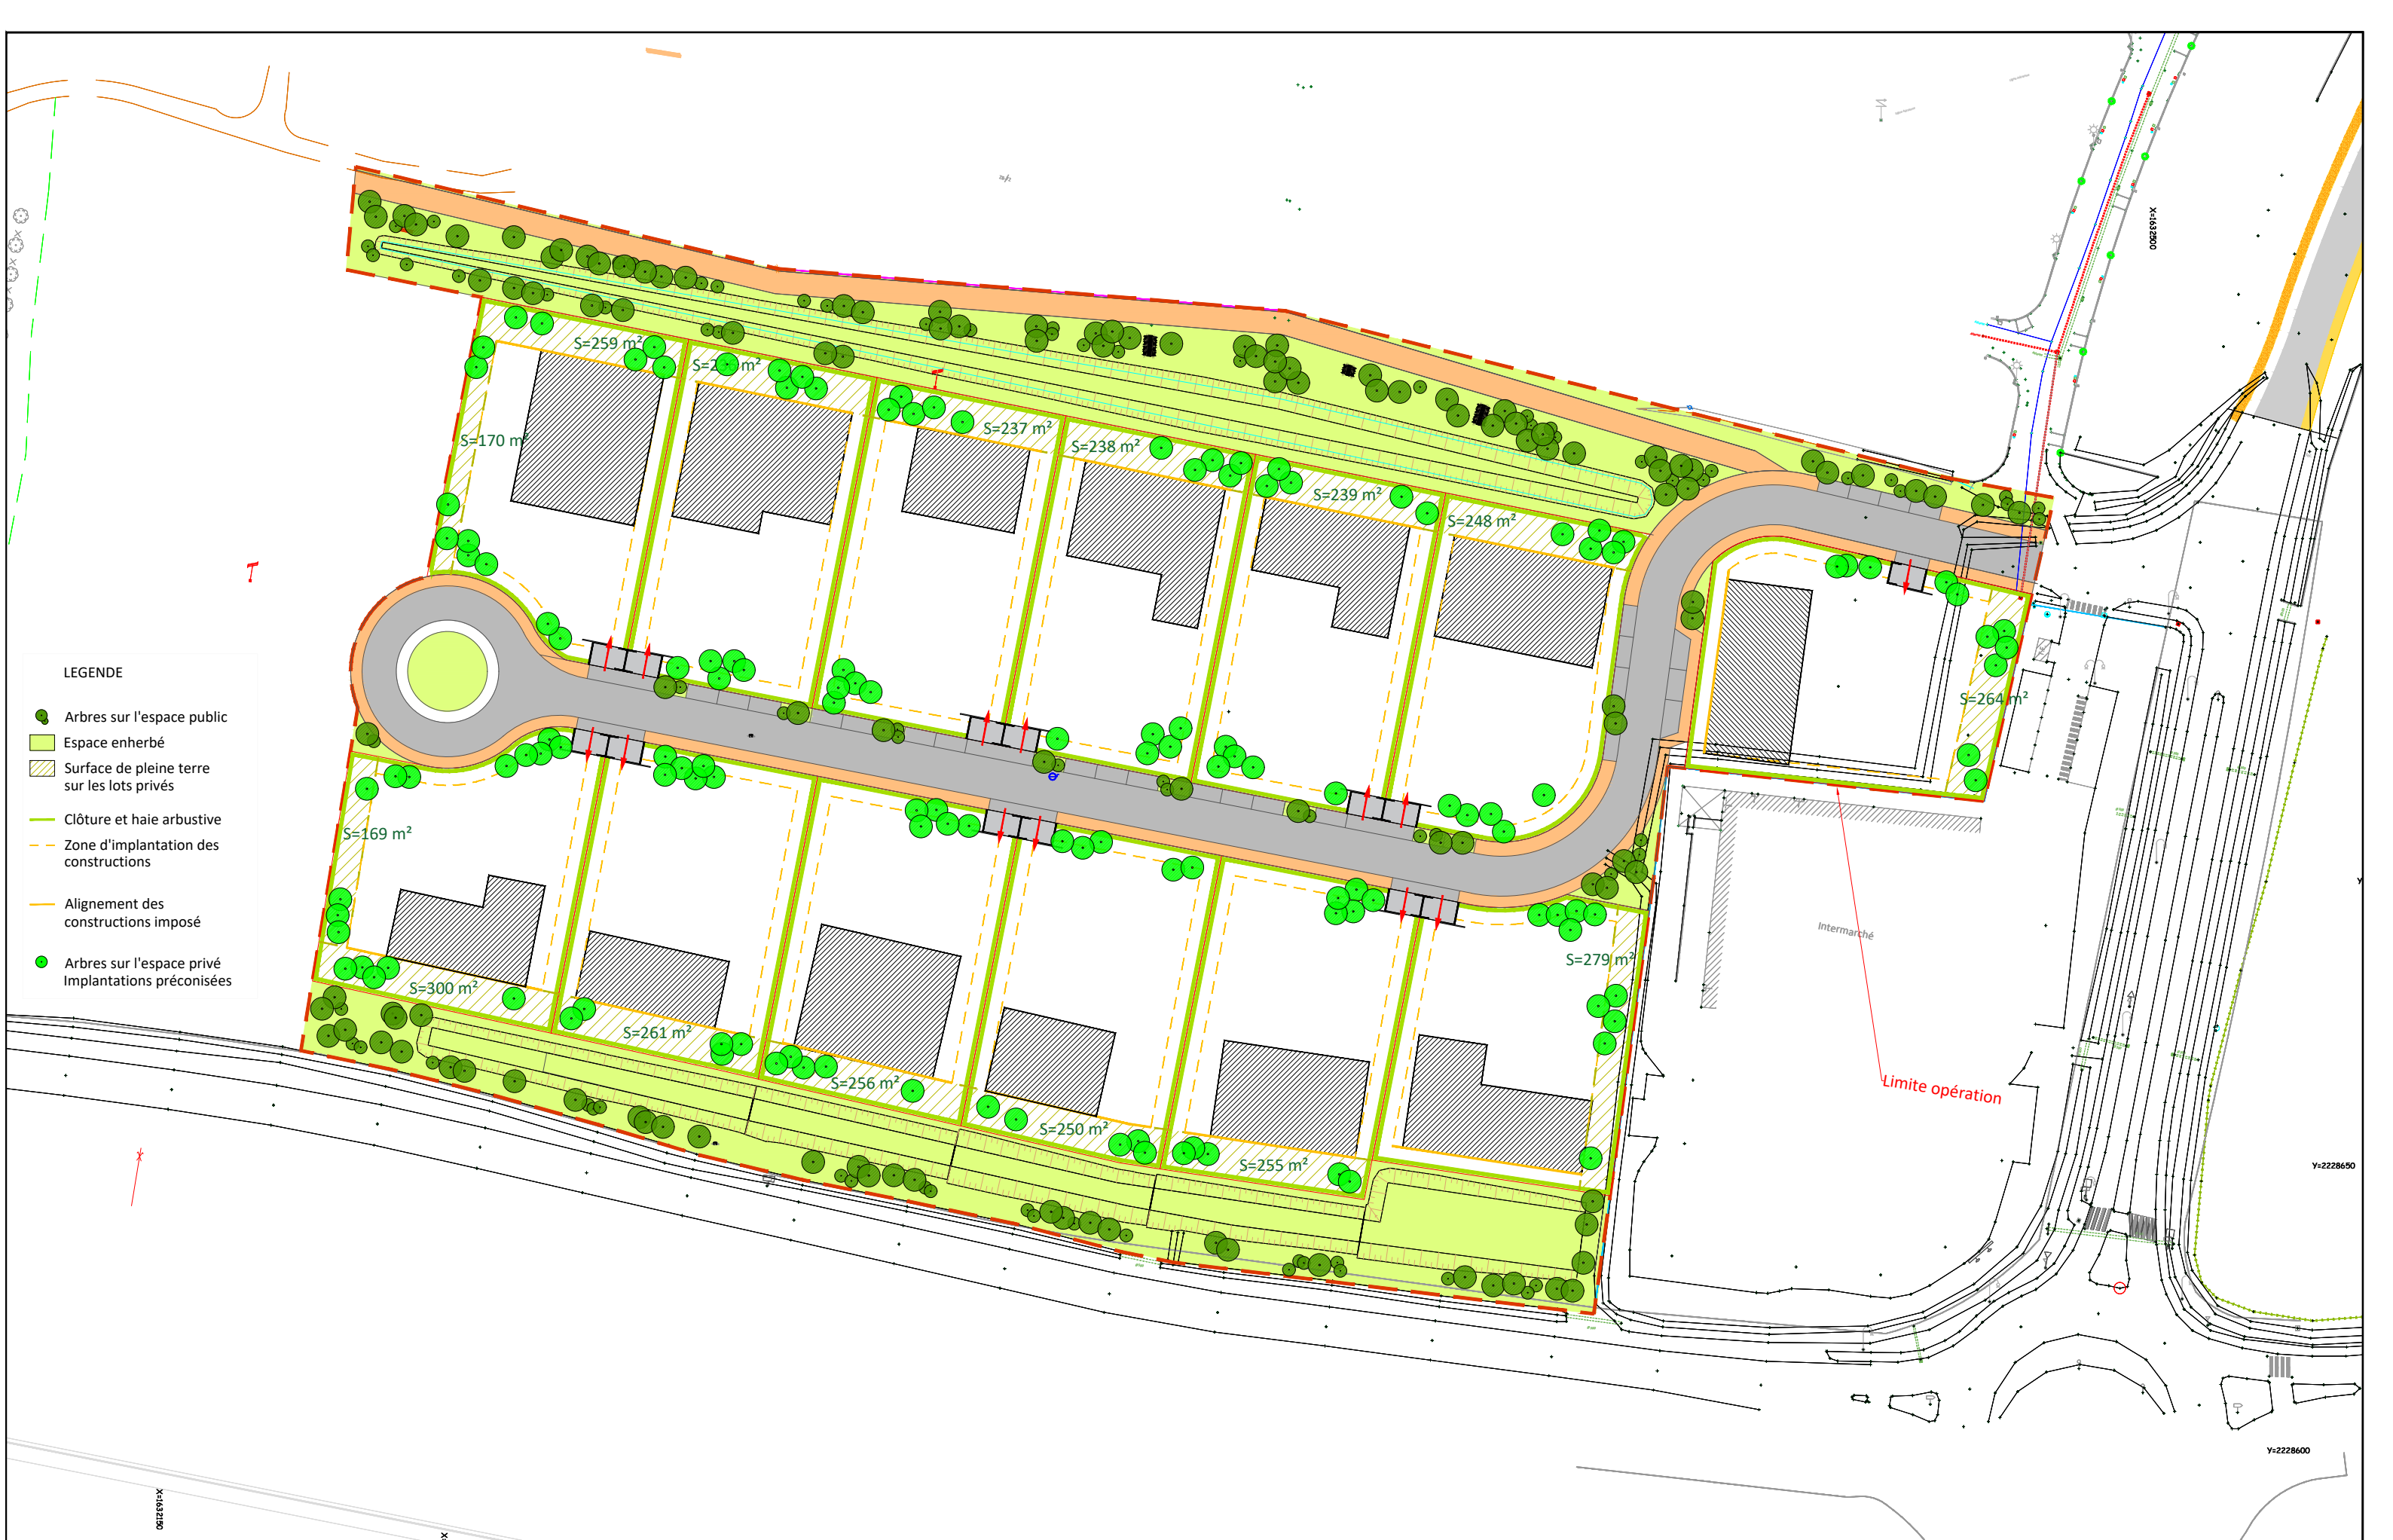 X=1632500
S=259 m²
m²
S=237 m²
S=238 m²
S=170 m²
S=239 m²
S=248 m²
S=264 m²
LEGENDE
Arbres sur l'espace public
Espace enherbé
Surface de pleine terre
sur les lots privés
Clôture et haie arbustive
Zone d'implantation des
constructions
Alignement des
constructions imposé
Arbres sur l'espace privé
Implantations préconisées
S=169 m²
S=300 m²
S=261 m²
S=256 m²
S=250 m²
S=255 m²
S=279 m²
Intermarché
Limite opération
Y=2228650
Y=2228600
X=1632150